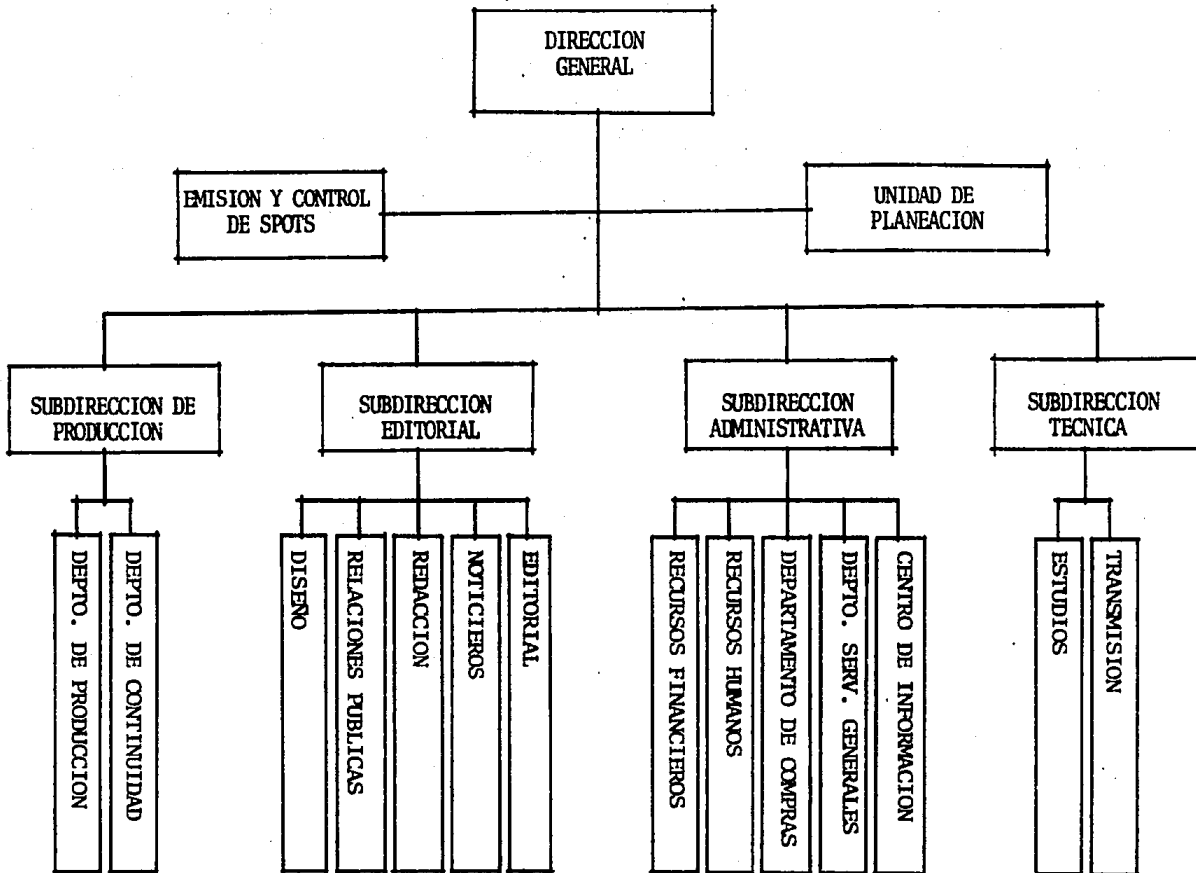 DIRECCION
GENERAL
EMISION Y CONTROL
DE SPOTS
UNIDAD DE
PLANEACION
SUBDIRECCION DE
PRODUCCION
SUBDIRECCION
EDITORIAL
SUBDIRECCION
ADMINISTRATIVA
SUBDIRECCION
TECNICA
DEPTO. DE PRODUCCION
DEPTO. DE CONTINUIDAD
DISEÑO
RELACIONES PUBLICAS
REDACCION
NOTICIEROS
EDITORIAL
RECURSOS FINANCIEROS
RECURSOS HUMANOS
DEPARTAMENTO DE COMPRAS
DEPTO. SERV. GENERALES
CENTRO DE INFORMACION
ESTUDIOS
TRANSMISION